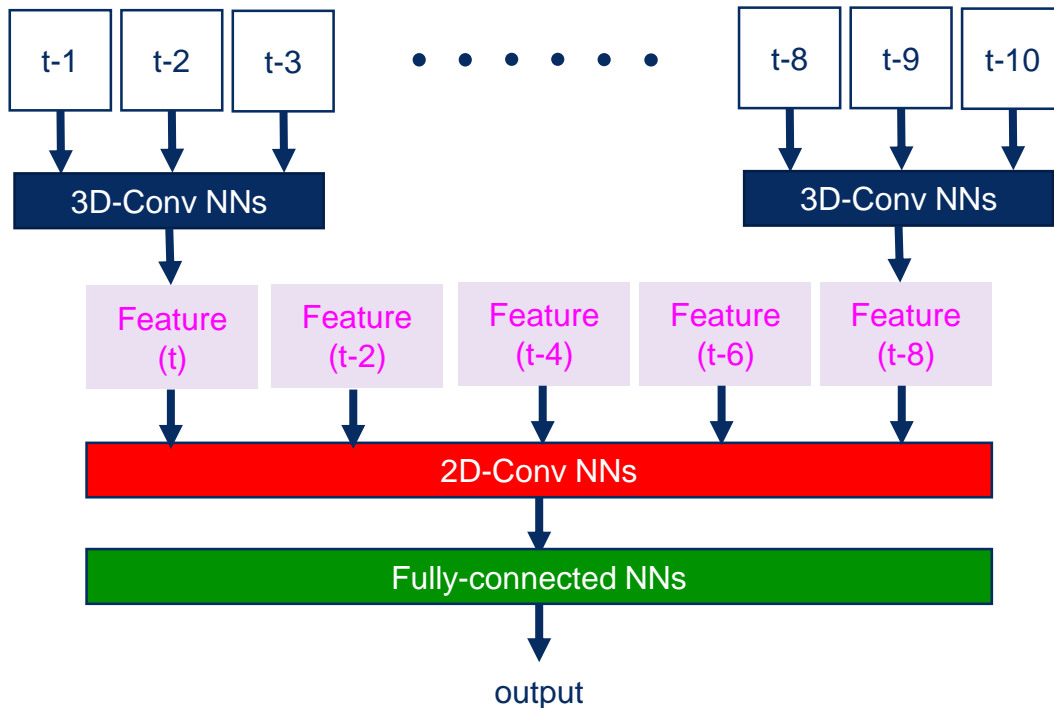 t-1 t-2 t-3 • • • • • • t-8 t-9 t-10
3D-Conv NNs 3D-Conv NNs
Feature Feature Feature Feature Feature
(t) (t-2) (t-4) (t-6) (t-8)
2D-Conv NNs
Fully-connected NNs
output